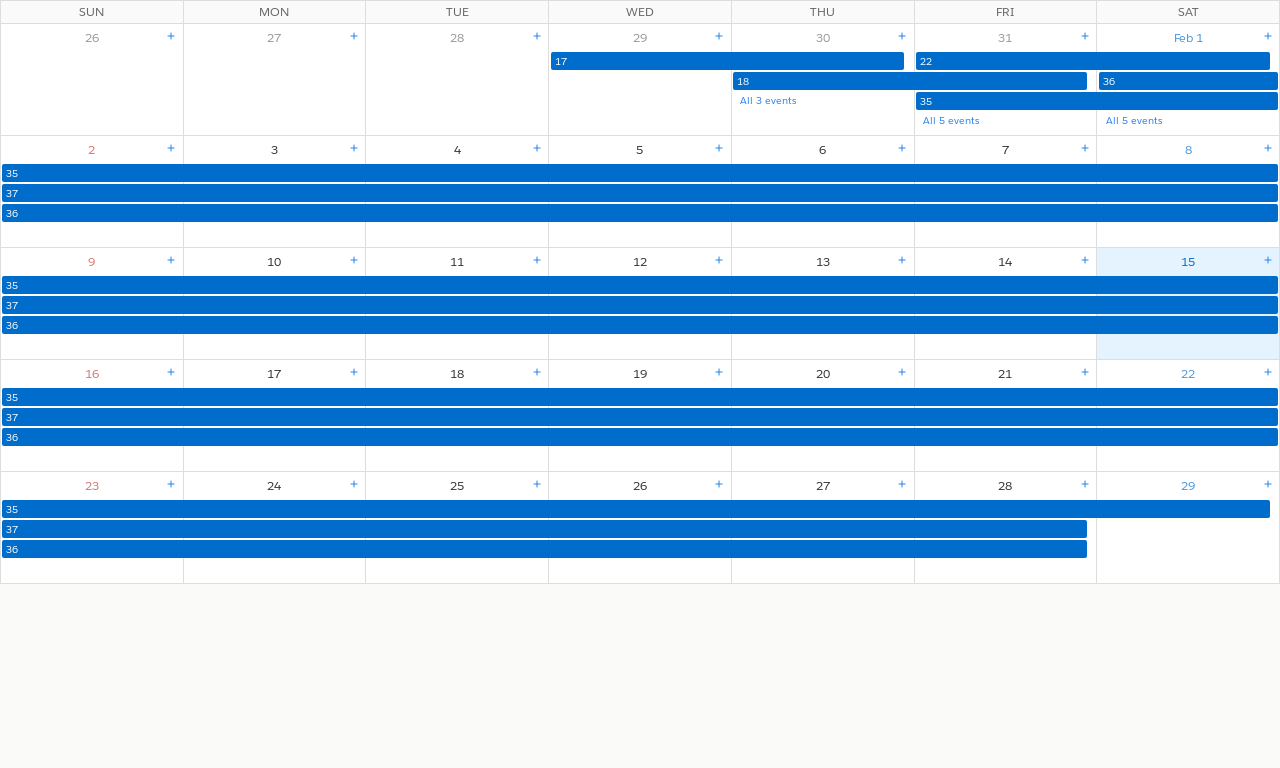 SUN MON TUE WED THU FRI SAT
26 + 27 + 28 + 29 + 30 + 31 + Feb 1 +
17 22
18 36
All 3 events 35
All 5 events All 5 events
2 + 3 + 4 + 5 + 6 + 7 + 8 +
35
37
36
9 + 10 + 11 + 12 + 13 + 14 + 15 +
35
37
36
16 + 17 + 18 + 19 + 20 + 21 + 22 +
35
37
36
23 + 24 + 25 + 26 + 27 + 28 + 29 +
35
37
36